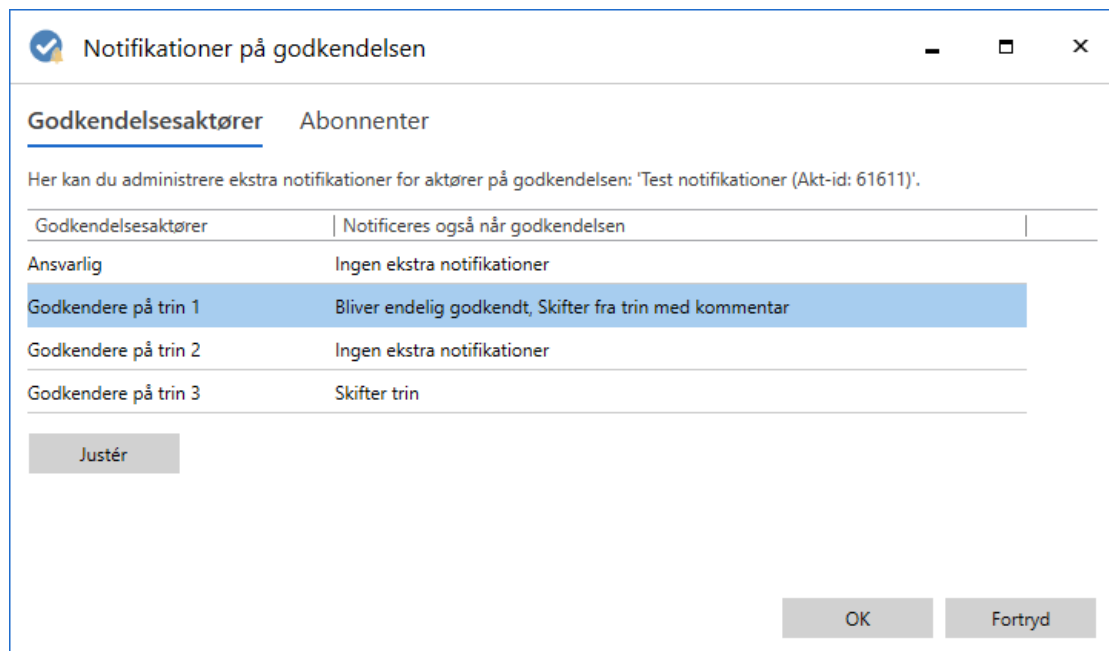 Notifikationer på godkendelsen
Godkendelsesaktører Abonnenter
Her kan du administrere ekstra notifikationer for aktører på godkendelsen: 'Test notifikationer (Akt-id: 61611)'.
Godkendelsesaktører Notificeres også når godkendelsen
Ansvarlig Ingen ekstra notifikationer
Godkendere på trin 1 Bliver endelig godkendt, Skifter fra trin med kommentar
Godkendere på trin 2 Ingen ekstra notifikationer
Godkendere på trin 3 Skifter trin
Justér
OK Fortryd